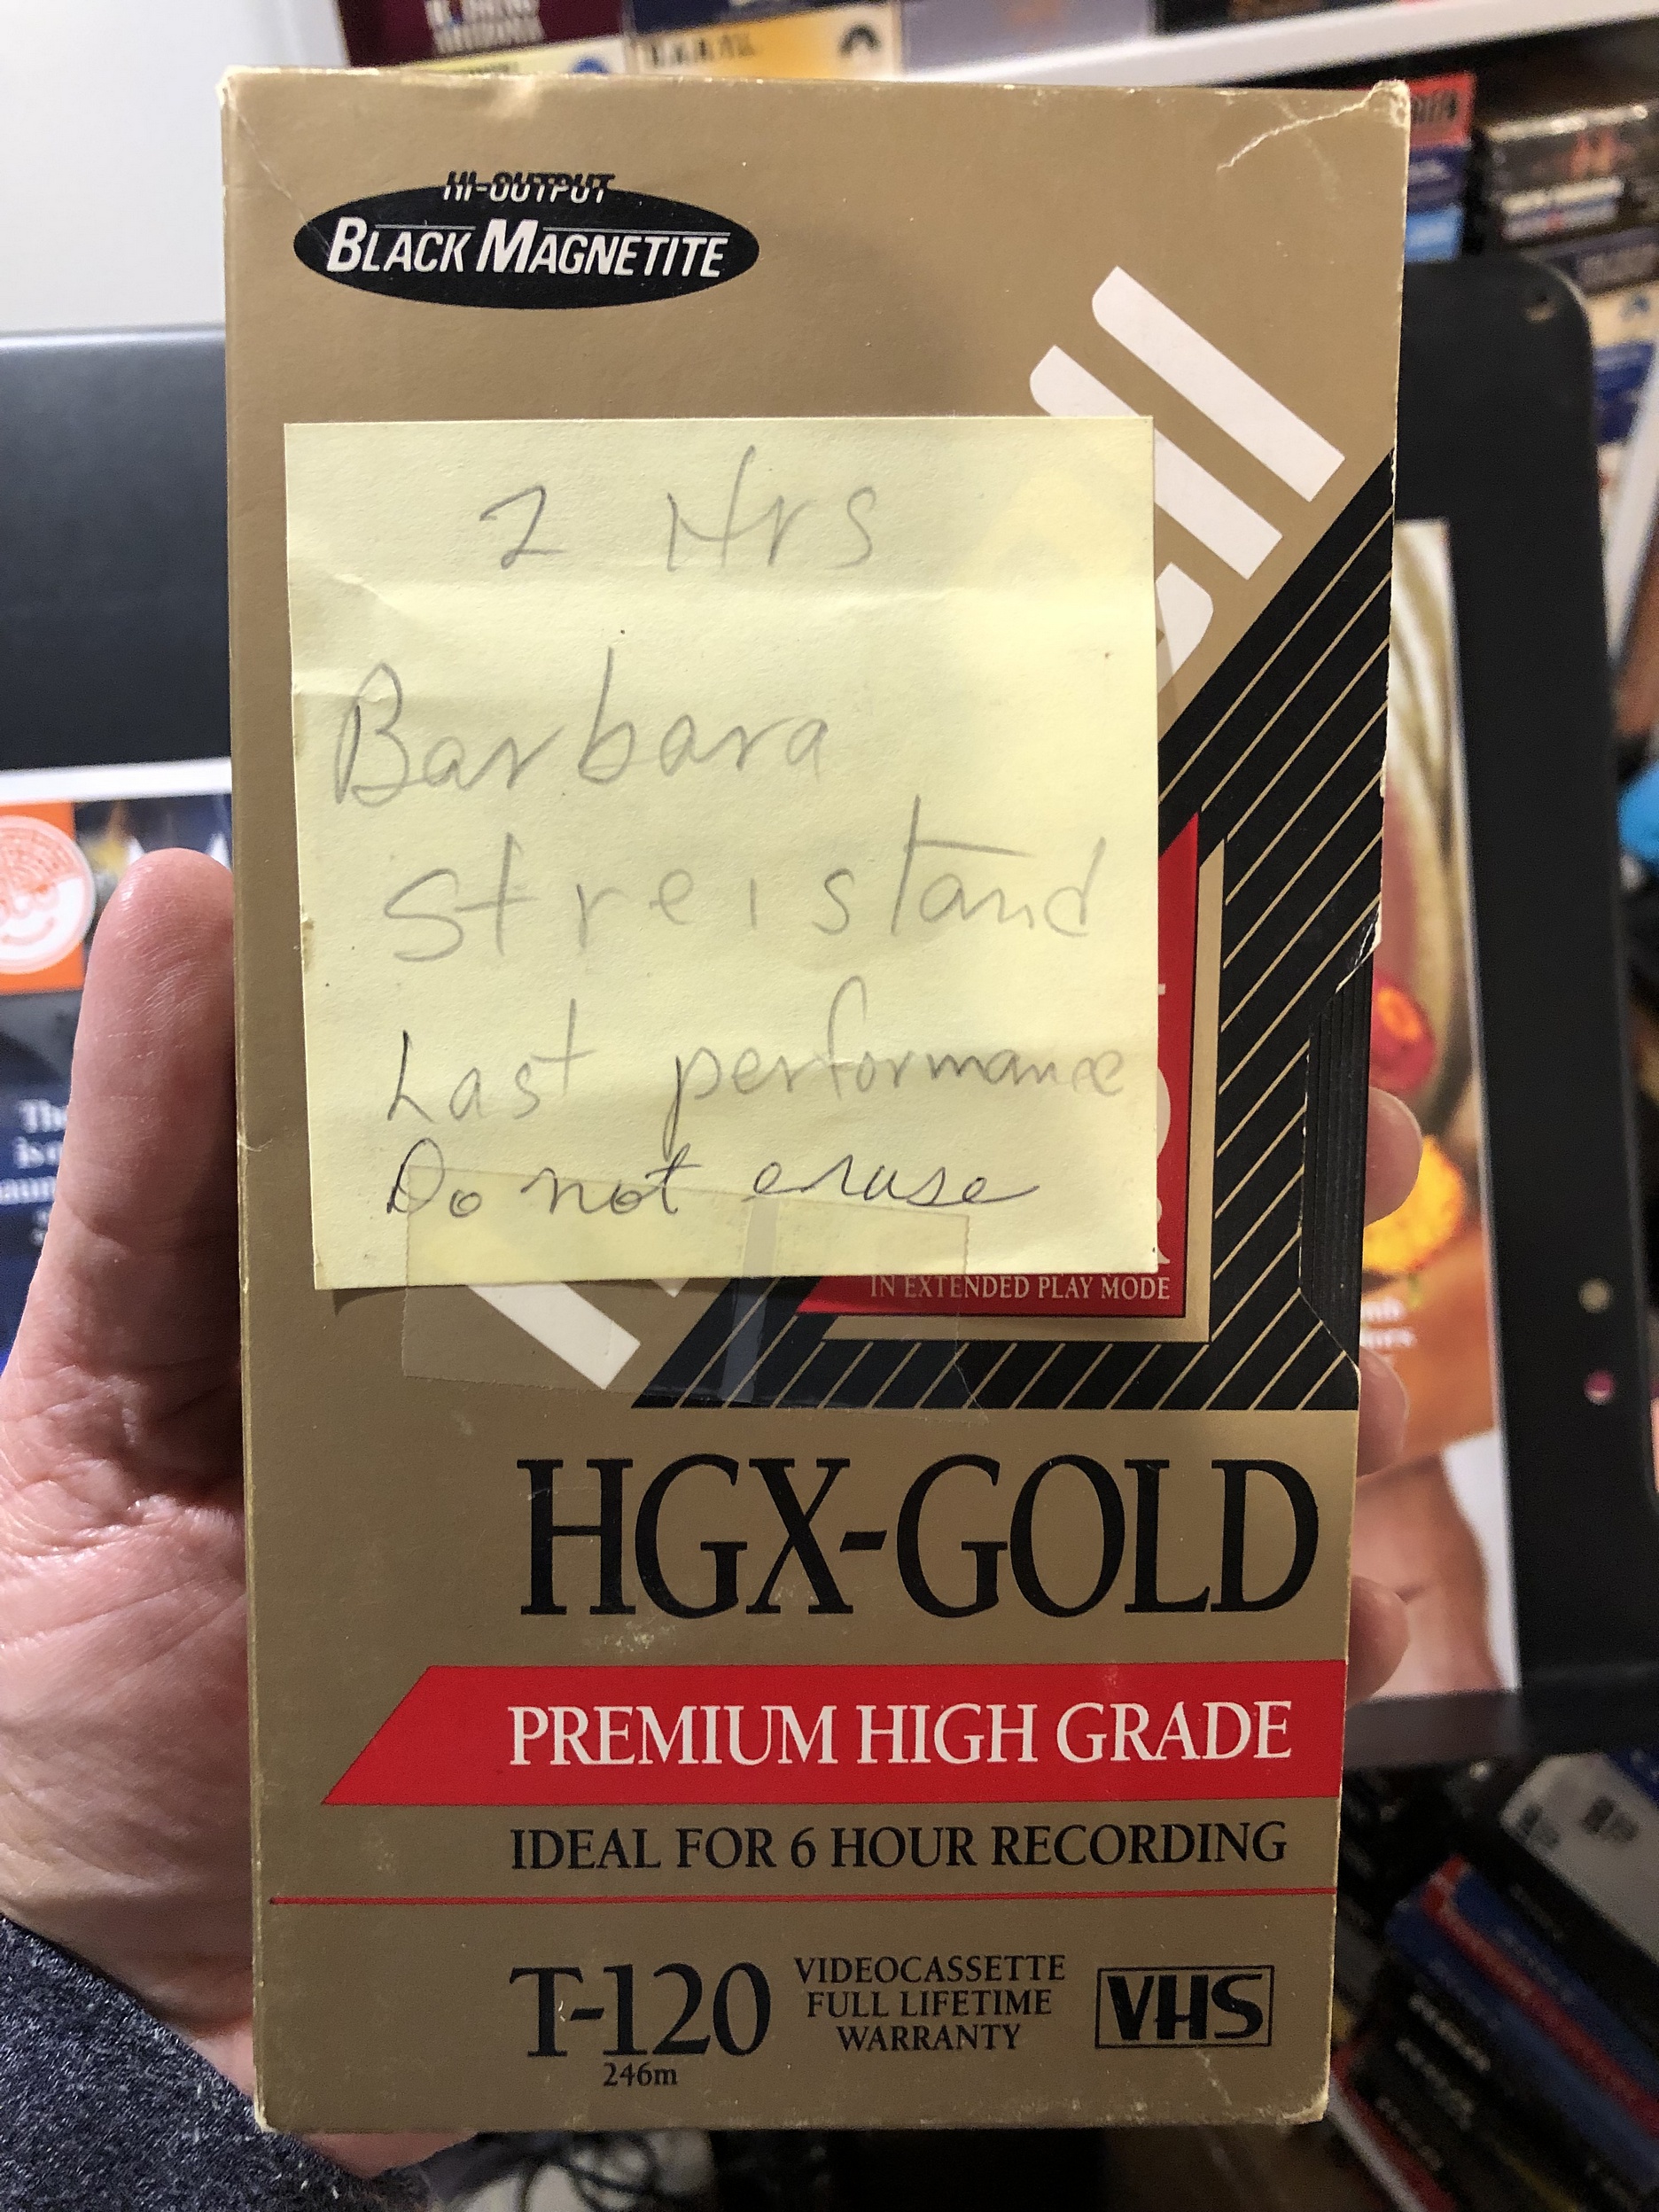 HI-OUTPUT
BLACK MAGNETITE
2 Hrs
Barbara
Streistand
Last performance
Do not erase
IN EXTENDED PLAY MODE
HGX-GOLD
PREMIUM HIGH GRADE
IDEAL FOR 6 HOUR RECORDING
T-120
246m
VIDEOCASSETTE
FULL LIFETIME
WARRANTY
VHS